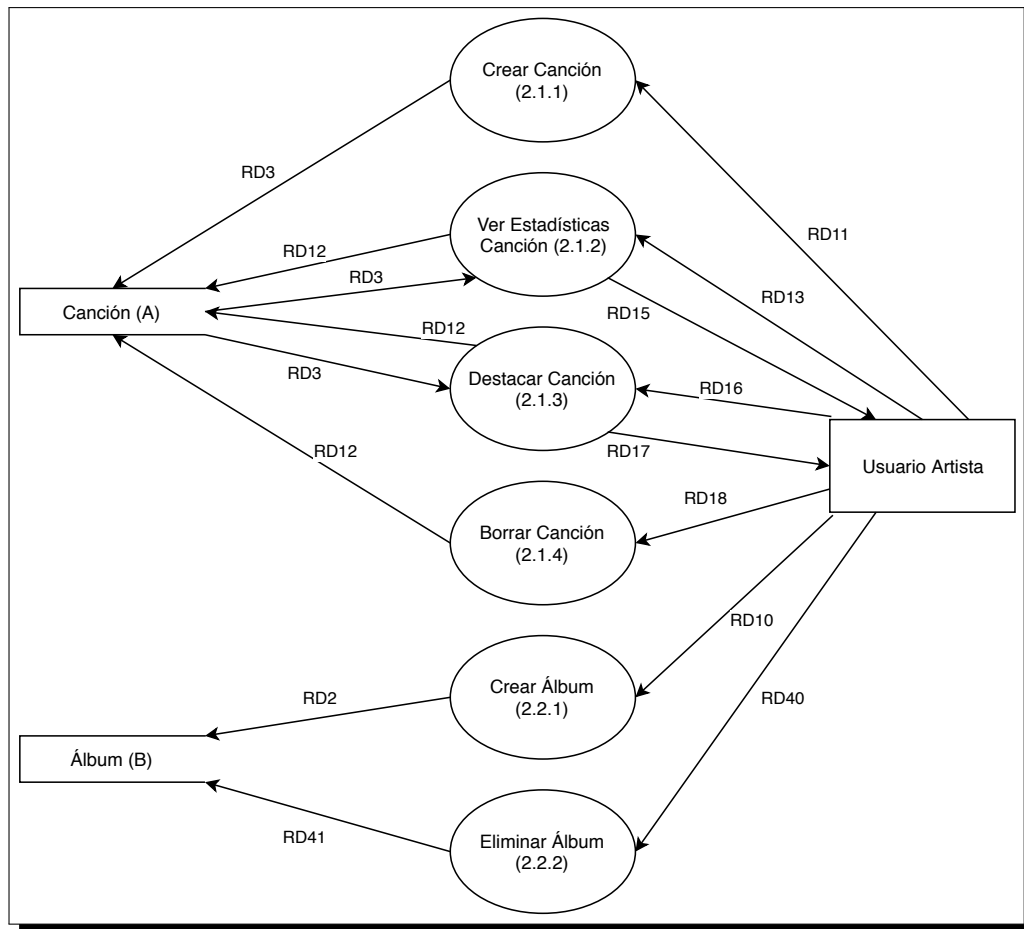 Crear Canción
(2.1.1)
RD3
RD11
Ver Estadísticas
Canción (2.1.2)
RD12
RD3
RD13
RD15
Canción (A)
RD12
RD3
Destacar Canción
(2.1.3)
RD16
RD17
Usuario Artista
RD12
RD18
Borrar Canción
(2.1.4)
RD10
Crear Álbum
(2.2.1)
RD2
RD40
Álbum (B)
RD41
Eliminar Álbum
(2.2.2)